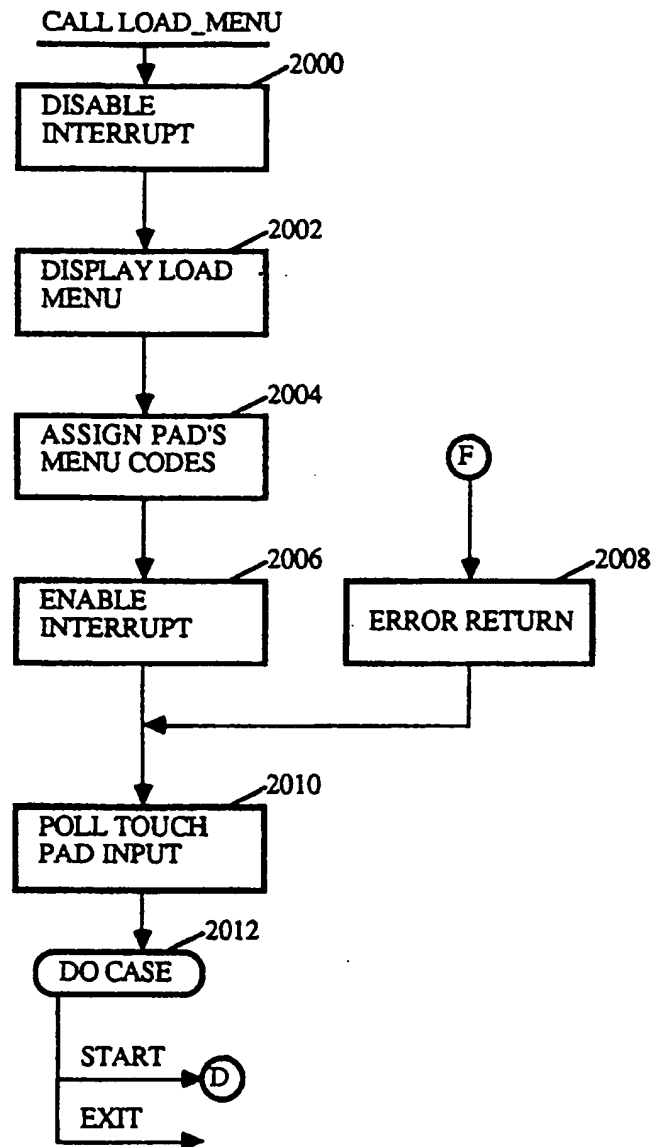 CALL LOAD_MENU
2000
DISABLE
INTERRUPT
2002
DISPLAY LOAD
MENU
2004
ASSIGN PAD'S
MENU CODES
F
2006
ENABLE
INTERRUPT
2008
ERROR RETURN
2010
POLL TOUCH
PAD INPUT
2012
DO CASE
START
D
EXIT